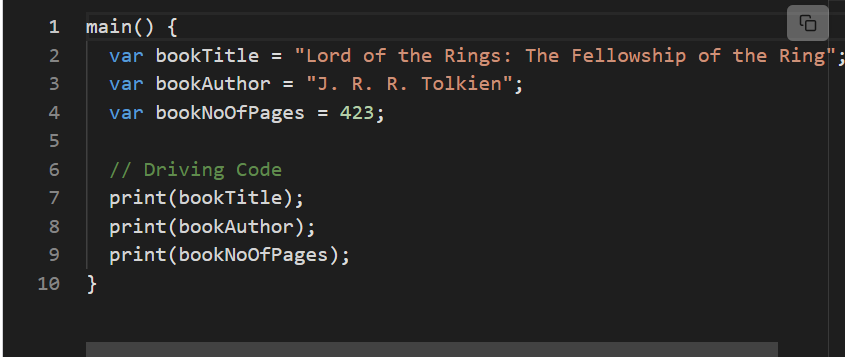 1 main() {
2   var bookTitle = "Lord of the Rings: The Fellowship of the Ring";
3   var bookAuthor = "J. R. R. Tolkien";
4   var bookNoOfPages = 423;
5
6   // Driving Code
7   print(bookTitle);
8   print(bookAuthor);
9   print(bookNoOfPages);
10 }